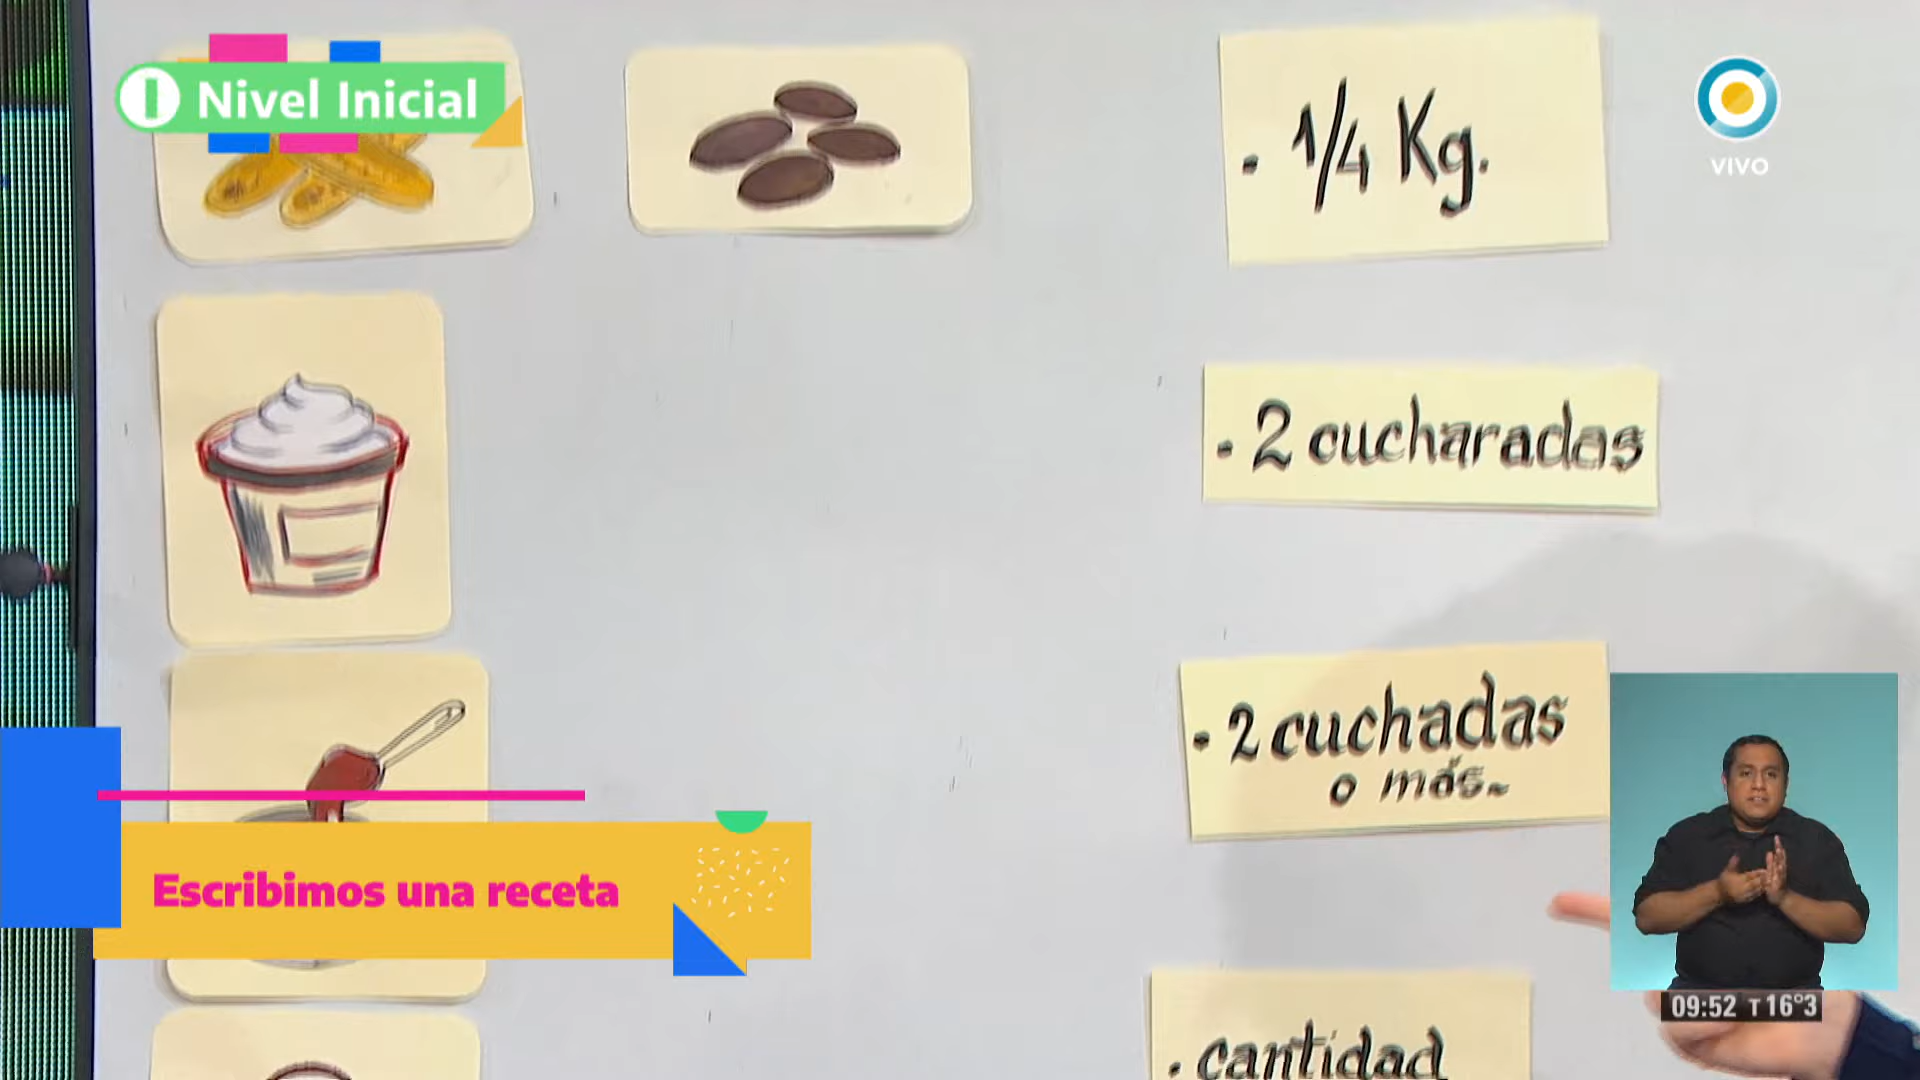 Nivel Inicial
VIVO
· 1/4 Kg.
· 2 cucharadas
· 2 cuchadas
o más~
Escribimos una receta
09:52 T 16°3
· cantidad